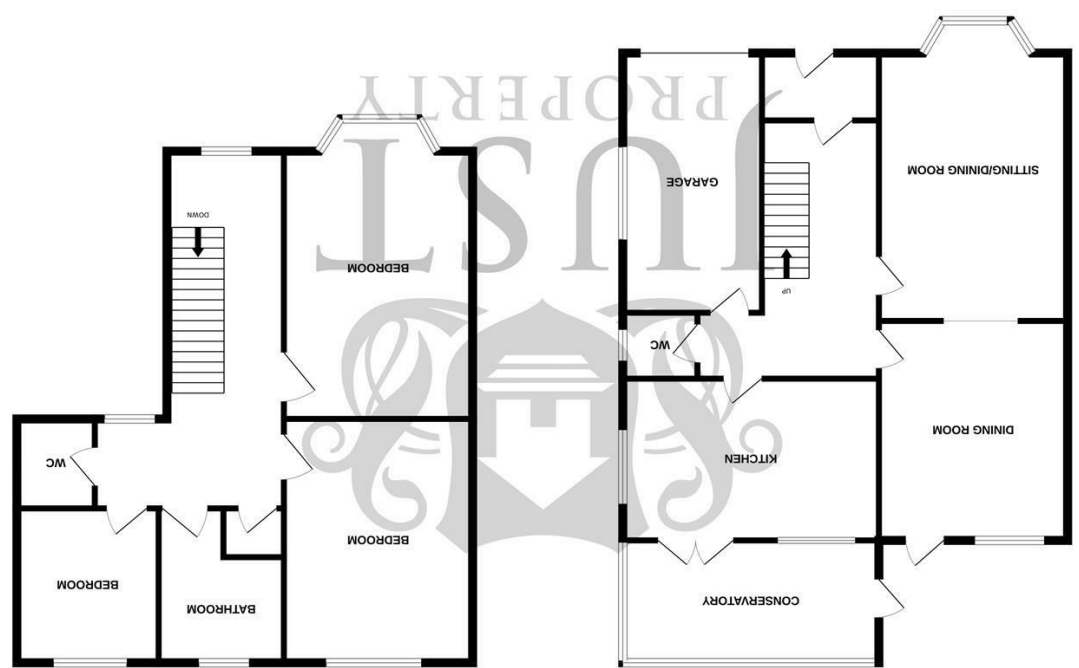 CONSERVATORY
DINING ROOM
KITCHEN
WC
UP
SITTING/DINING ROOM
GARAGE
BATHROOM
BEDROOM
BEDROOM
WC
BEDROOM
DOWN
JUST
PROPERTY